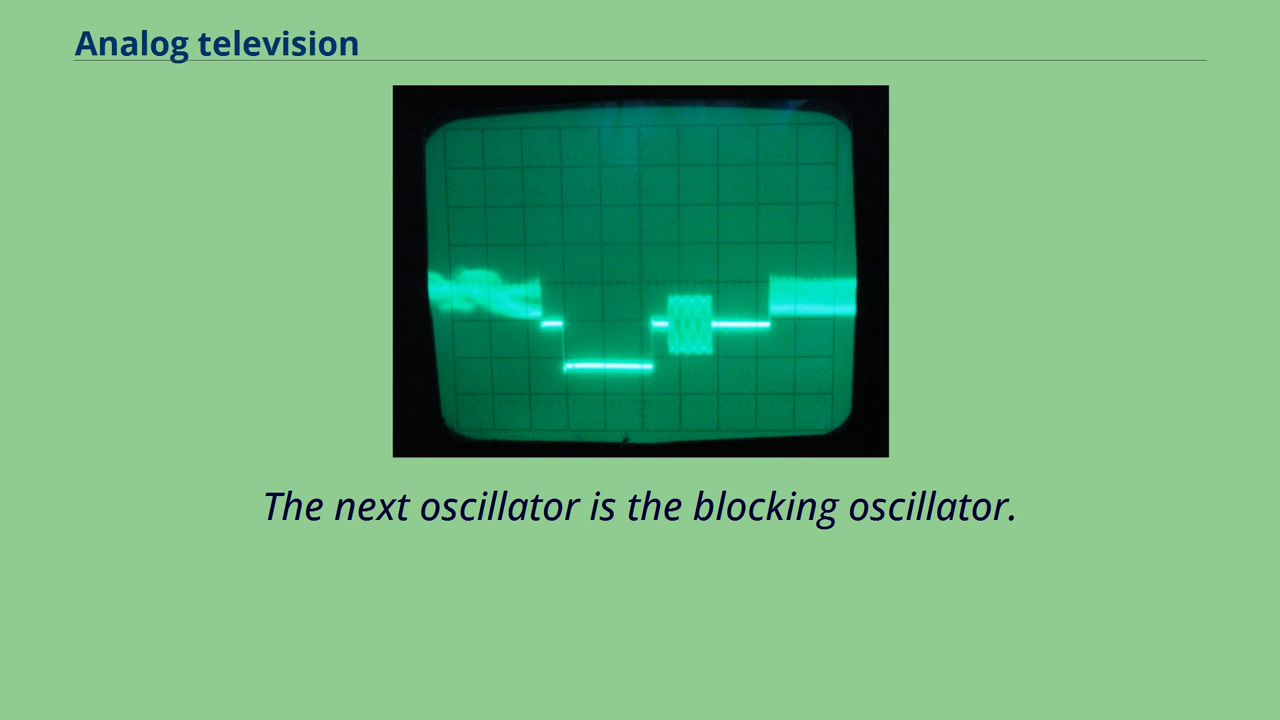 Analog television
The next oscillator is the blocking oscillator.